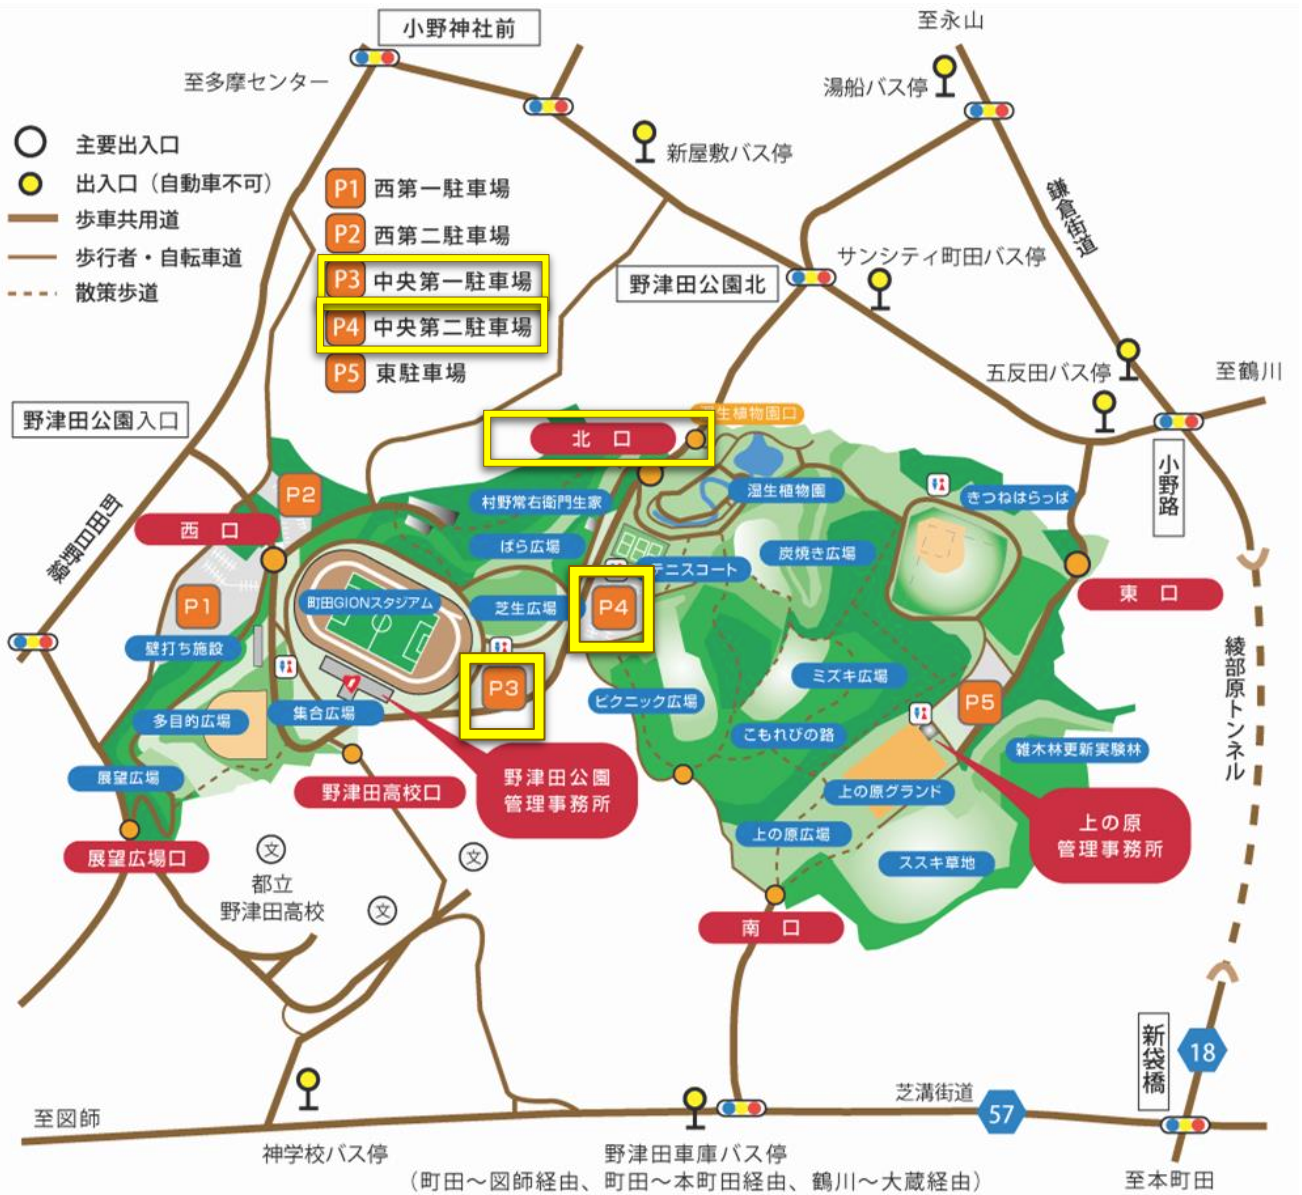 小野神社前
至永山
至多摩センター
湯船バス停
新屋敷バス停
主要出入口
出入口（自動車不可）
歩車共用道
歩行者・自転車道
散策歩道
P1 西第一駐車場
P2 西第二駐車場
P3 中央第一駐車場
P4 中央第二駐車場
P5 東駐車場
鎌倉街道
サンシティ町田バス停
野津田公園北
五反田バス停
至鶴川
野津田公園入口
北 口
生植物園口
小野路
町田日野線
P2
西 口
村野常右衛門生家
湿生植物園
きつねはらっぱ
ばら広場
炭焼き広場
テニスコート
東 口
P1
町田GIONスタジアム
芝生広場
P4
壁打ち施設
綾部原トンネル
P3
ピクニック広場
ミズキ広場
P5
多目的広場
集合広場
こもれびの路
雑木林更新実験林
展望広場
野津田高校口
野津田公園
管理事務所
上の原グランド
上の原広場
上の原
管理事務所
展望広場口
ススキ草地
文
文
都立
野津田高校
文
南 口
新袋橋
18
芝溝街道
57
至図師
神学校バス停
野津田車庫バス停
（町田～図師経由、町田～本町田経由、鶴川～大蔵経由）
至本町田